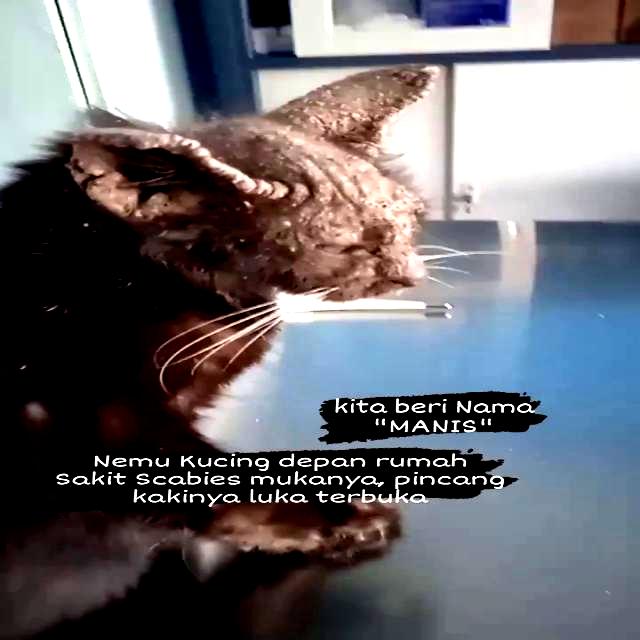 kita beri Nama
"MANIS"
Nemu Kucing depan rumah
Sakit Scabies mukanya, pincang
kakinya luka terbuka